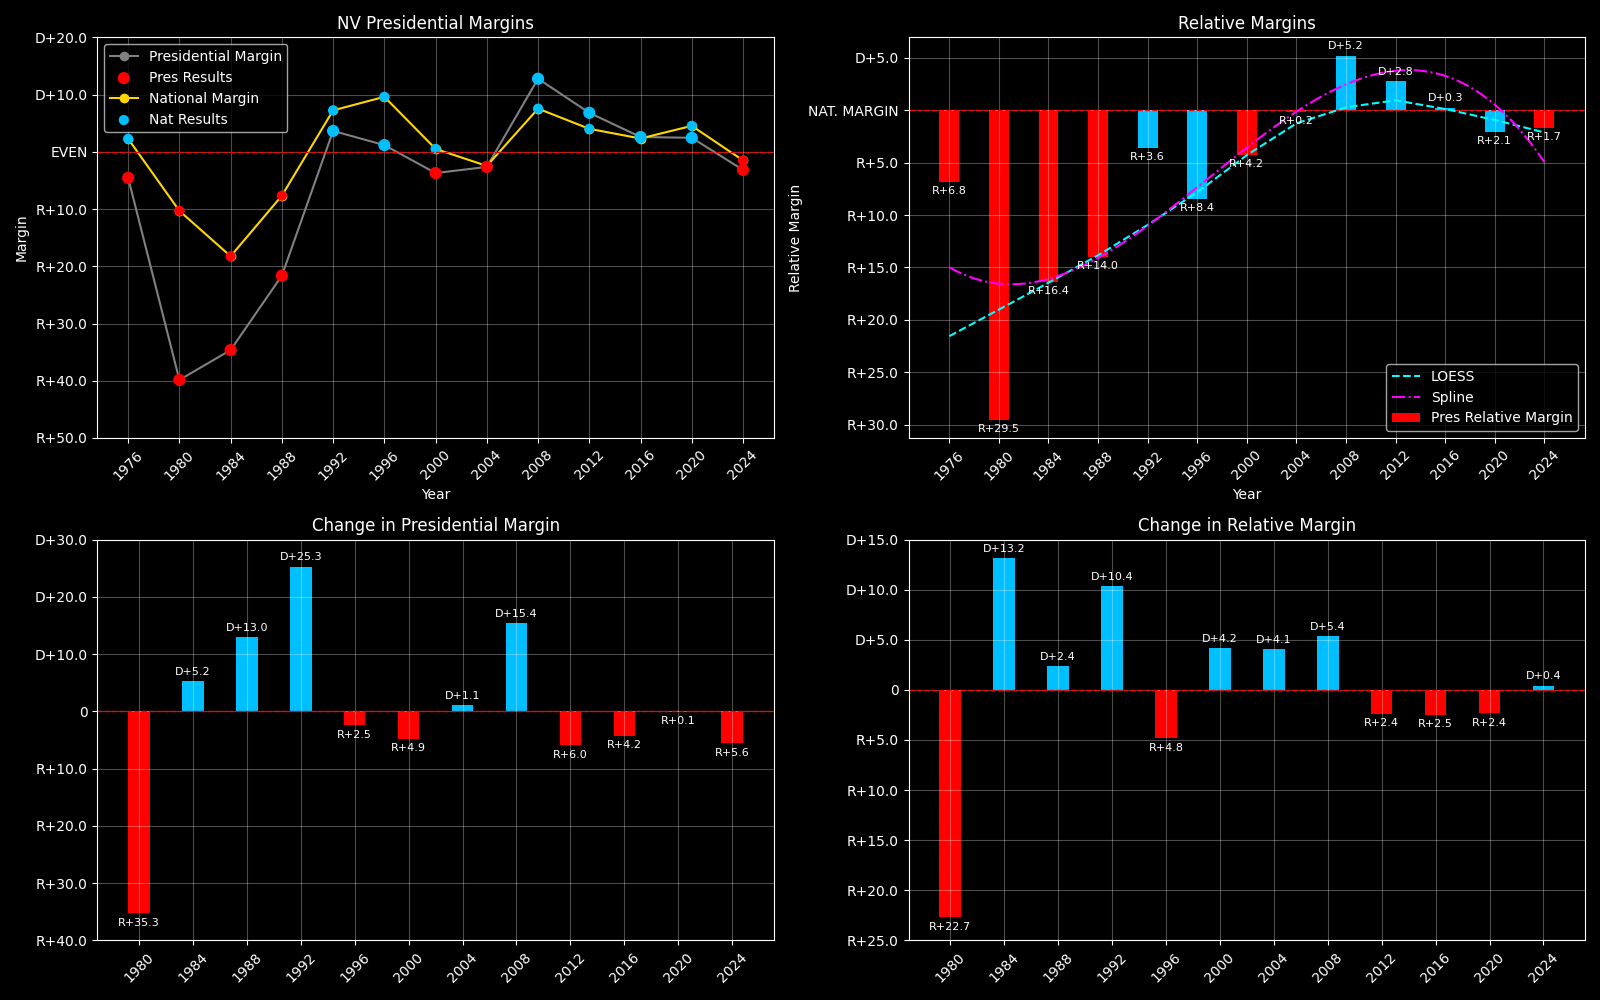 NV Presidential Margins
D+20.0
D+10.0
EVEN
R+10.0
R+20.0
R+30.0
R+40.0
R+50.0
Margin
Presidential Margin
Pres Results
National Margin
Nat Results
1976
1980
1984
1988
1992
1996
2000
2004
2008
2012
2016
2020
2024
Year
Relative Margins
D+5.0
NAT. MARGIN
R+5.0
R+10.0
R+15.0
R+20.0
R+25.0
R+30.0
Relative Margin
R+6.8
R+29.5
R+16.4
R+14.0
R+3.6
R+8.4
R+4.2
R+0.2
D+5.2
D+2.8
D+0.3
R+2.1
R+1.7
LOESS
Spline
Pres Relative Margin
1976
1980
1984
1988
1992
1996
2000
2004
2008
2012
2016
2020
2024
Year
Change in Presidential Margin
D+30.0
D+20.0
D+10.0
0
R+10.0
R+20.0
R+30.0
R+40.0
R+35.3
D+5.2
D+13.0
D+25.3
R+2.5
R+4.9
D+1.1
D+15.4
R+6.0
R+4.2
R+0.1
R+5.6
1980
1984
1988
1992
1996
2000
2004
2008
2012
2016
2020
2024
Change in Relative Margin
D+15.0
D+10.0
D+5.0
0
R+5.0
R+10.0
R+15.0
R+20.0
R+25.0
R+22.7
D+13.2
D+2.4
D+10.4
R+4.8
D+4.2
D+4.1
D+5.4
R+2.4
R+2.5
R+2.4
D+0.4
1980
1984
1988
1992
1996
2000
2004
2008
2012
2016
2020
2024